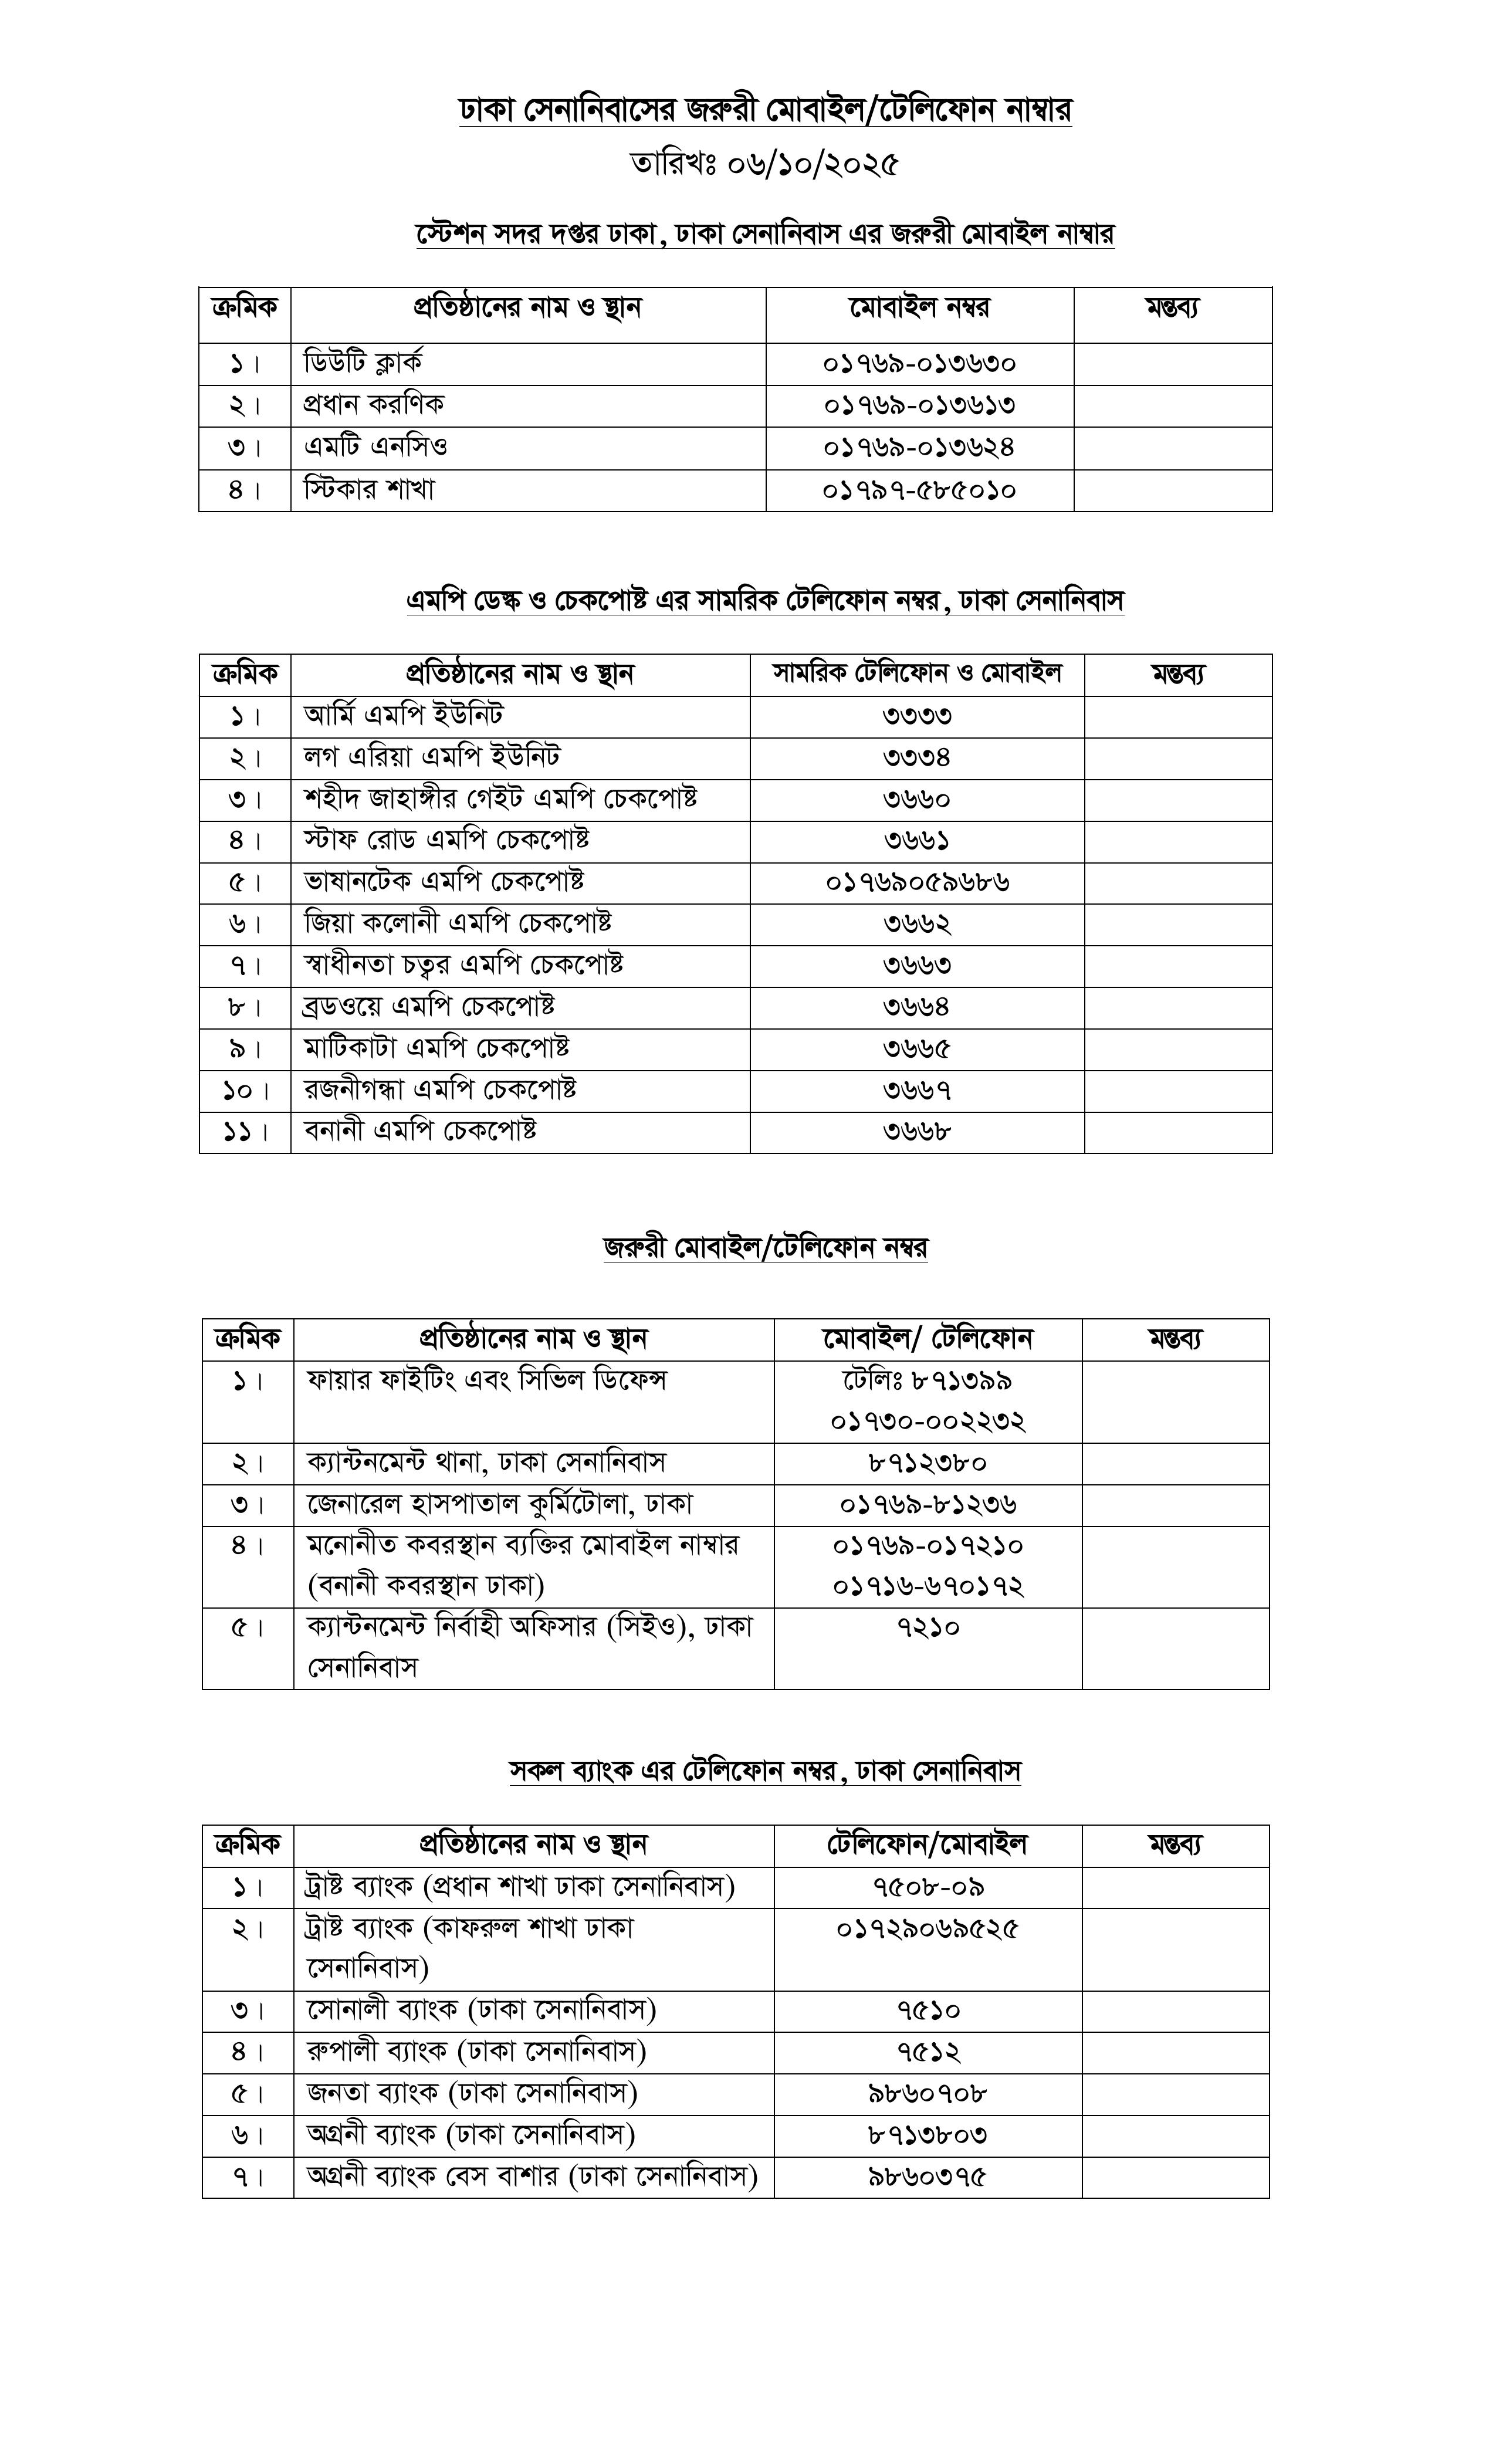 ঢাকা সেনানিবাসের জরুরী মোবাইল/টেলিফোন নাম্বার
তারিখঃ ০৬/১০/২০২৫
স্টেশন সদর দপ্তর ঢাকা, ঢাকা সেনানিবাস এর জরুরী মোবাইল নাম্বার
ক্রমিক প্রতিষ্ঠানের নাম ও স্থান মোবাইল নম্বর মন্তব্য
১। ডিউটি ক্লার্ক ০১৭৬৯-০১৩৬৩০
২। প্রধান করণিক ০১৭৬৯-০১৩৬১৩
৩। এমটি এনসিও ০১৭৬৯-০১৩৬২৪
৪। স্টিকার শাখা ০১৭৯৭-৫৮৫০১০
এমপি ডেস্ক ও চেকপোষ্ট এর সামরিক টেলিফোন নম্বর, ঢাকা সেনানিবাস
ক্রমিক প্রতিষ্ঠানের নাম ও স্থান সামরিক টেলিফোন ও মোবাইল মন্তব্য
১। আর্মি এমপি ইউনিট ৩৩৩৩
২। লগ এরিয়া এমপি ইউনিট ৩৩৩৪
৩। শহীদ জাহাঙ্গীর গেইট এমপি চেকপোষ্ট ৩৬৬০
৪। স্টাফ রোড এমপি চেকপোষ্ট ৩৬৬১
৫। ভাষানটেক এমপি চেকপোষ্ট ০১৭৬৯০৫৯৬৮৬
৬। জিয়া কলোনী এমপি চেকপোষ্ট ৩৬৬২
৭। স্বাধীনতা চত্বর এমপি চেকপোষ্ট ৩৬৬৩
৮। ব্রডওয়ে এমপি চেকপোষ্ট ৩৬৬৪
৯। মাটিকাটা এমপি চেকপোষ্ট ৩৬৬৫
১০। রজনীগন্ধা এমপি চেকপোষ্ট ৩৬৬৭
১১। বনানী এমপি চেকপোষ্ট ৩৬৬৮
জরুরী মোবাইল/টেলিফোন নম্বর
ক্রমিক প্রতিষ্ঠানের নাম ও স্থান মোবাইল/ টেলিফোন মন্তব্য
১। ফায়ার ফাইটিং এবং সিভিল ডিফেন্স টেলিঃ ৮৭১৩৯৯
০১৭৩০-০০২২৩২
২। ক্যান্টনমেন্ট থানা, ঢাকা সেনানিবাস ৮৭১২৩৮০
৩। জেনারেল হাসপাতাল কুর্মিটোলা, ঢাকা ০১৭৬৯-৮১২৩৬
৪। মনোনীত কবরস্থান ব্যক্তির মোবাইল নাম্বার ০১৭৬৯-০১৭২১০
(বনানী কবরস্থান ঢাকা) ০১৭১৬-৬৭০১৭২
৫। ক্যান্টনমেন্ট নির্বাহী অফিসার (সিইও), ঢাকা ৭২১০
সেনানিবাস
সকল ব্যাংক এর টেলিফোন নম্বর, ঢাকা সেনানিবাস
ক্রমিক প্রতিষ্ঠানের নাম ও স্থান টেলিফোন/মোবাইল মন্তব্য
১। ট্রাষ্ট ব্যাংক (প্রধান শাখা ঢাকা সেনানিবাস) ৭৫০৮-০৯
২। ট্রাষ্ট ব্যাংক (কাফরুল শাখা ঢাকা ০১৭২৯০৬৯৫২৫
সেনানিবাস)
৩। সোনালী ব্যাংক (ঢাকা সেনানিবাস) ৭৫১০
৪। রুপালী ব্যাংক (ঢাকা সেনানিবাস) ৭৫১২
৫। জনতা ব্যাংক (ঢাকা সেনানিবাস) ৯৮৬০৭০৮
৬। অগ্রনী ব্যাংক (ঢাকা সেনানিবাস) ৮৭১৩৮০৩
৭। অগ্রনী ব্যাংক বেস বাশার (ঢাকা সেনানিবাস) ৯৮৬০৩৭৫